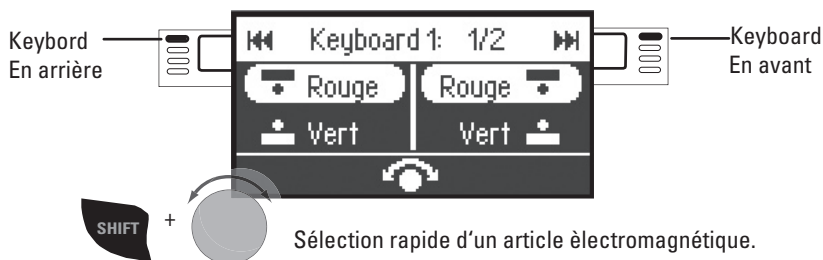 Keybord
En arrière
Keyboard 1: 1/2
Keyboard
En avant
Rouge Rouge
Vert Vert
SHIFT +
Sélection rapide d‘un article èlectromagnétique.